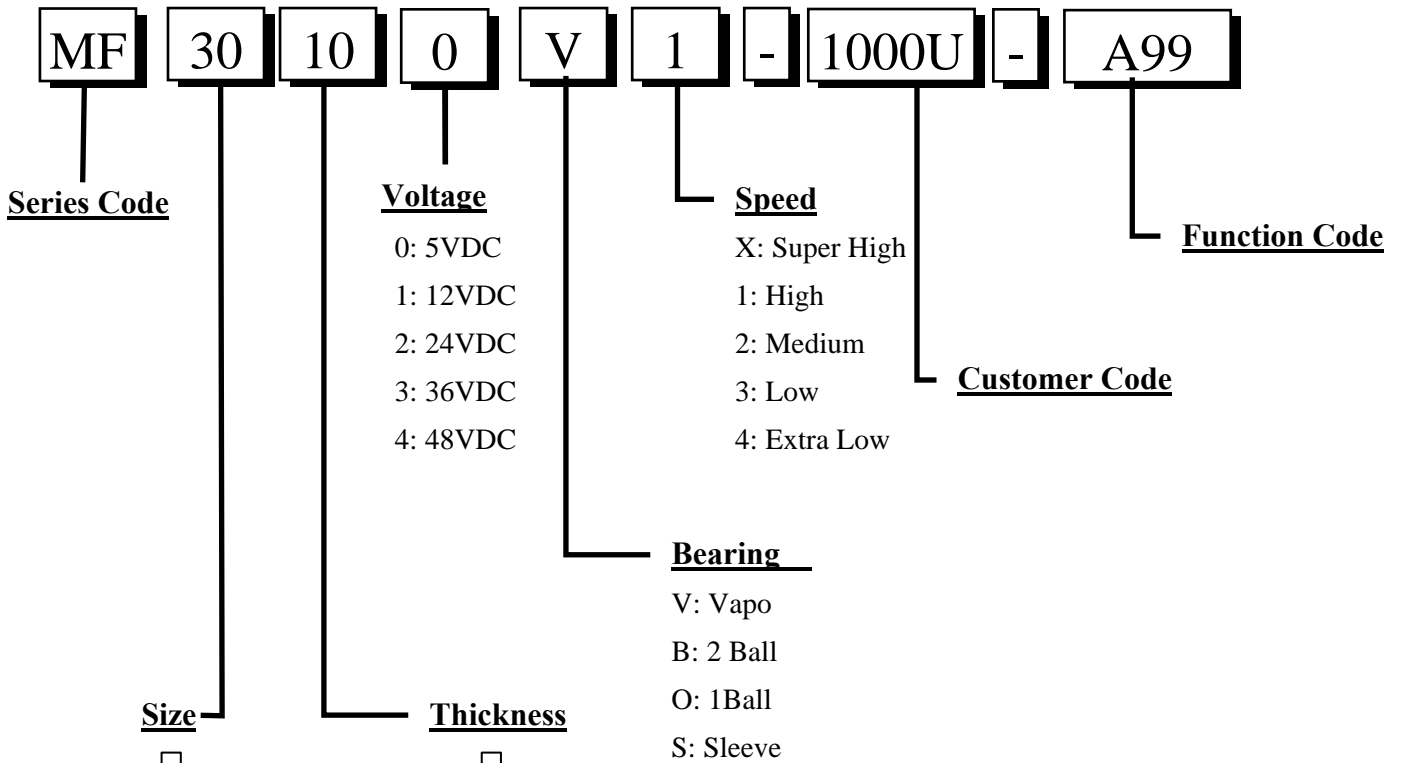 MF 30 10 0 V 1 - 1000U - A99
Series Code
Voltage
0: 5VDC
1: 12VDC
2: 24VDC
3: 36VDC
4: 48VDC
Speed
X: Super High
1: High
2: Medium
3: Low
4: Extra Low
Function Code
Customer Code
Bearing
V: Vapo
B: 2 Ball
O: 1Ball
S: Sleeve
Size
Thickness